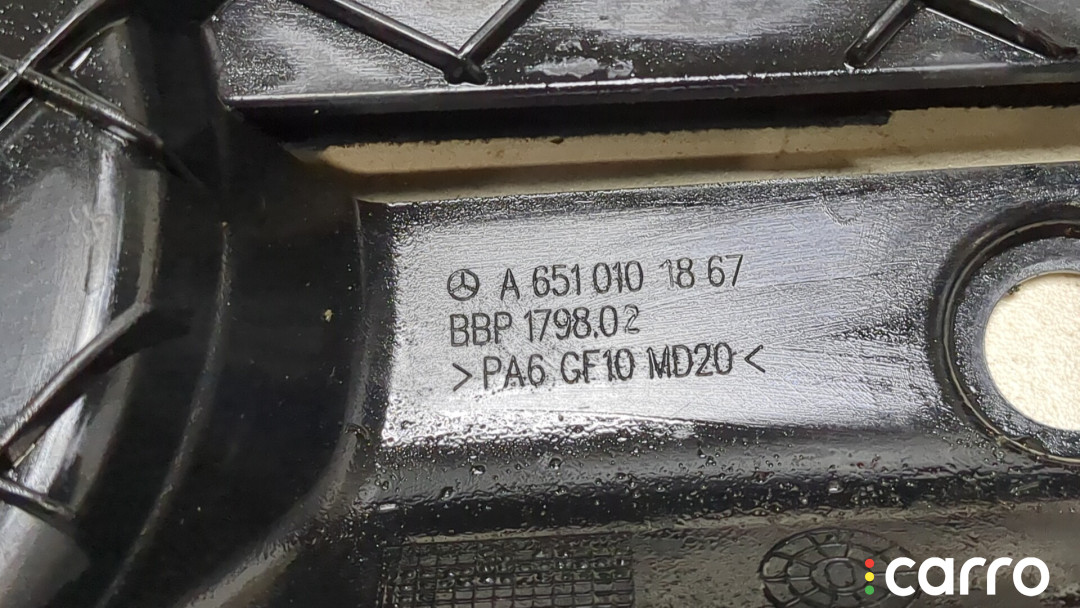 A 651 010 18 67
BBP 1798.02
>PA6 GF10 MD20<
carro